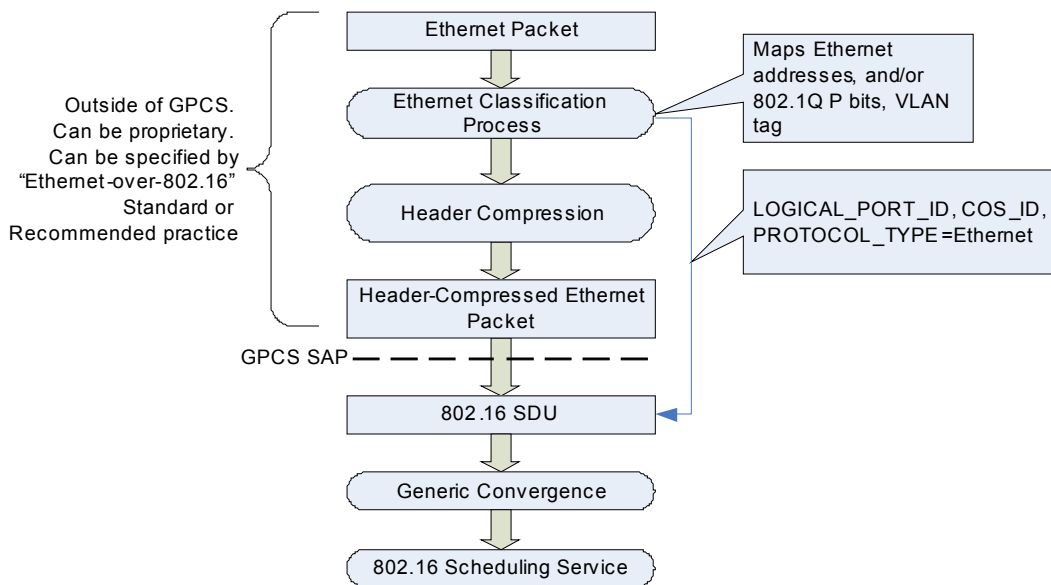 Ethernet Packet
Maps Ethernet
addresses, and/or
802.1Q P bits, VLAN
tag
Ethernet Classification
Process
Outside of GPCS.
Can be proprietary.
Can be specified by
“Ethernet-over-802.16”
Standard or
Recommended practice
Header Compression
LOGICAL_PORT_ID, COS_ID,
PROTOCOL_TYPE=Ethernet
Header-Compressed Ethernet
Packet
GPCS SAP
802.16 SDU
Generic Convergence
802.16 Scheduling Service